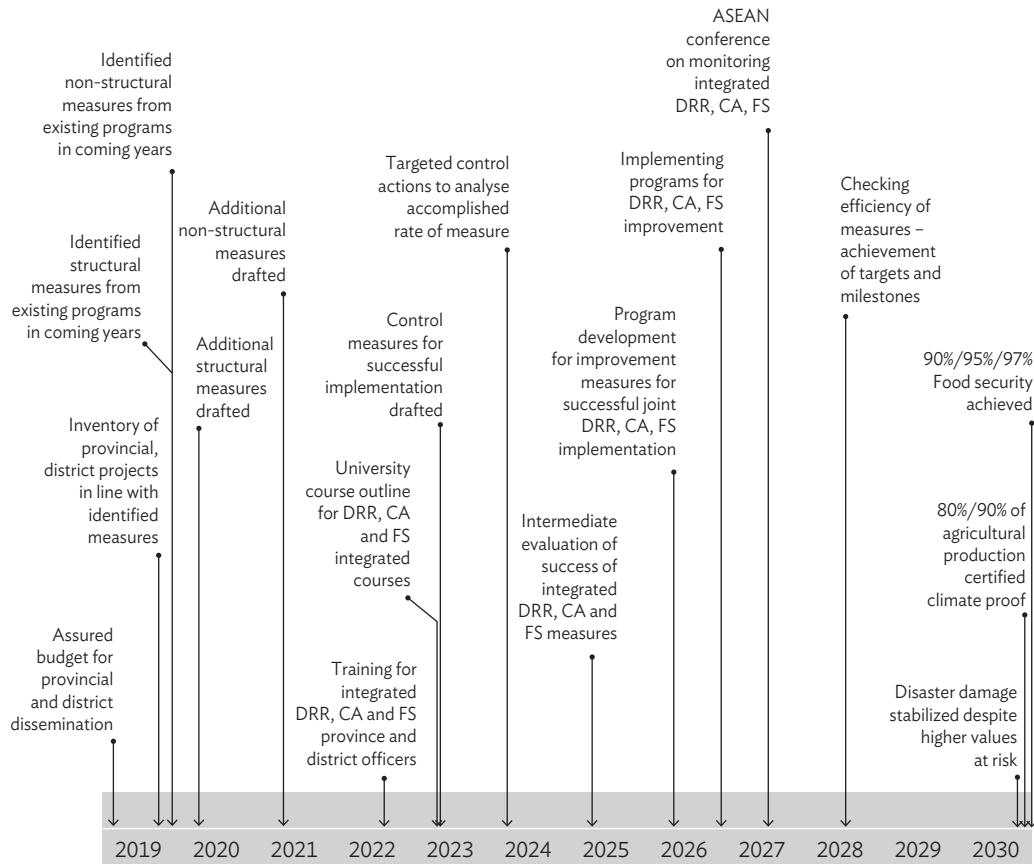 ASEAN
conference
on monitoring
integrated
DRR, CA, FS
Identified
non-structural
measures from
existing programs
in coming years
Targeted control
actions to analyse
accomplished
rate of measure
Implementing
programs for
DRR, CA, FS
improvement
Checking
efficiency of
measures –
achievement
of targets and
milestones
Additional
non-structural
measures
drafted
Identified
structural
measures from
existing programs
in coming years
Additional
structural
measures
drafted
Control
measures for
successful
implementation
drafted
Program
development
for improvement
measures for
successful joint
DRR, CA, FS
implementation
90%/95%/97%
Food security
achieved
Inventory of
provincial,
district projects
in line with
identified
measures
University
course outline
for DRR, CA
and FS
integrated
courses
Intermediate
evaluation of
success of
integrated
DRR, CA and
FS measures
80%/90% of
agricultural
production
certified
climate proof
Assured
budget for
provincial
and district
dissemination
Training for
integrated
DRR, CA and FS
province and
district officers
Disaster damage
stabilized despite
higher values
at risk
2019 2020 2021 2022 2023 2024 2025 2026 2027 2028 2029 2030